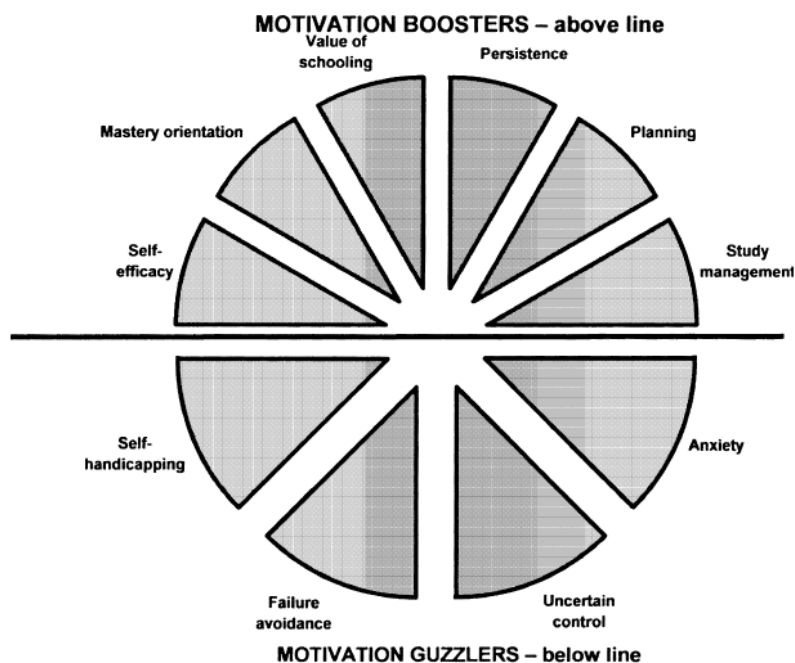 MOTIVATION BOOSTERS – above line
Value of
schooling
Persistence
Mastery orientation
Planning
Self-
efficacy
Study
management
Self-
handicapping
Anxiety
Failure
avoidance
Uncertain
control
MOTIVATION GUZZLERS – below line